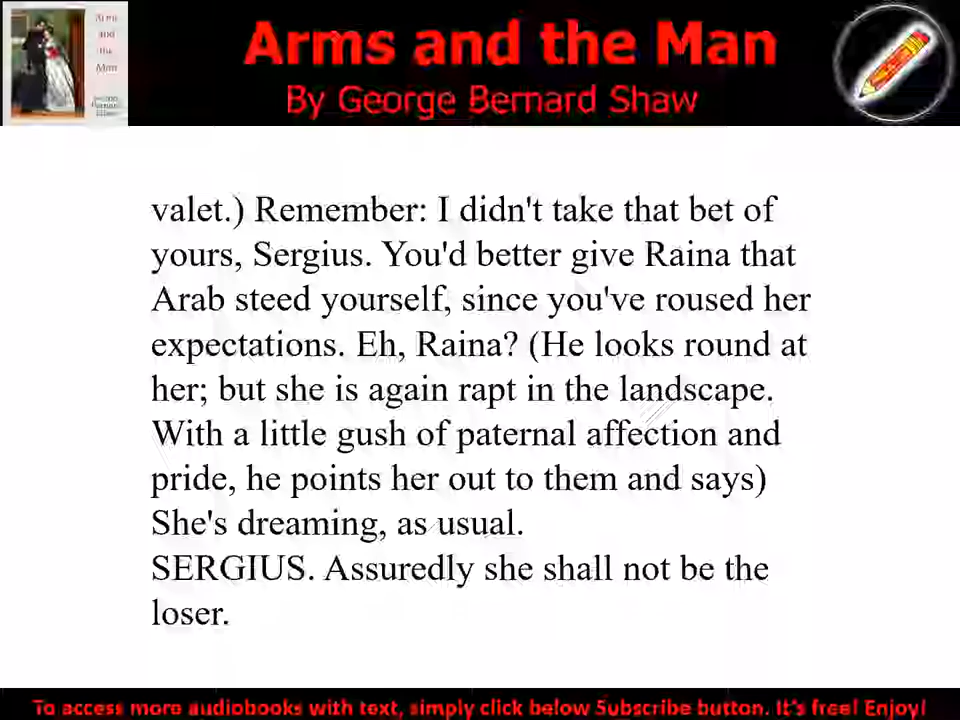 Arms and the Man
By George Bernard Shaw
Arms
and
the
Man
valet.) Remember: I didn't take that bet of
yours, Sergius. You'd better give Raina that
Arab steed yourself, since you've roused her
expectations. Eh, Raina? (He looks round at
her; but she is again rapt in the landscape.
With a little gush of paternal affection and
pride, he points her out to them and says)
She's dreaming, as usual.
SERGIUS. Assuredly she shall not be the
loser.
To access more audiobooks with text, simply click below Subscribe button. It's free! Enjoy!